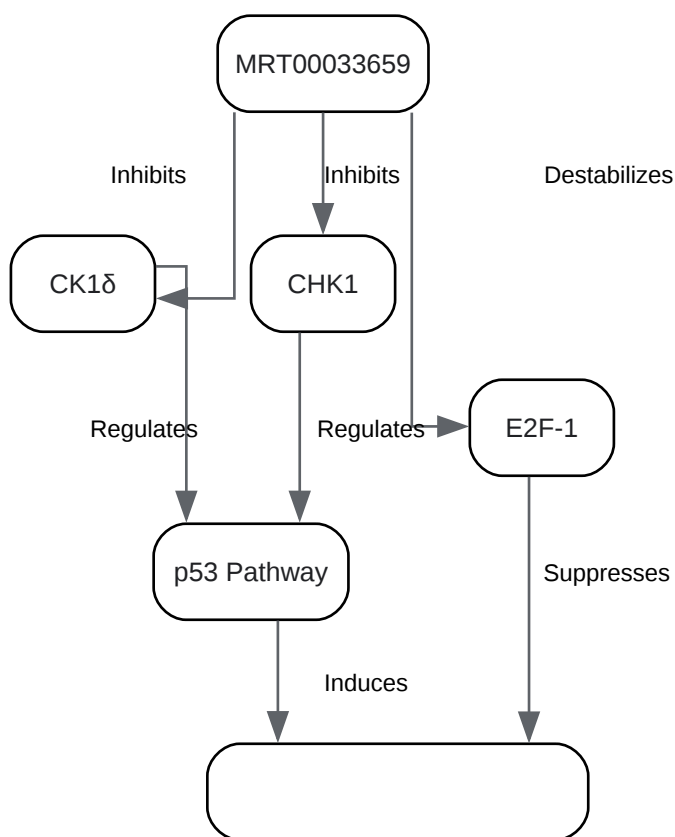 MRT00033659
Inhibits
Inhibits
Destabilizes
CK1δ
CHK1
Regulates
Regulates
E2F-1
p53 Pathway
Suppresses
Induces